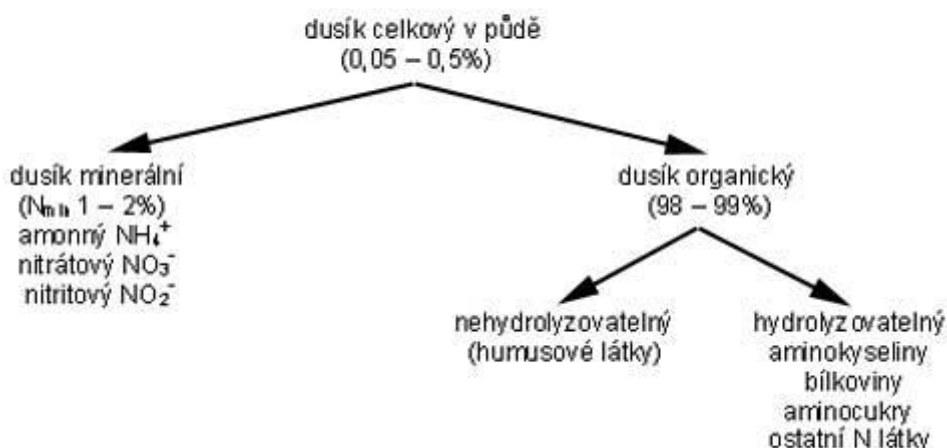 dusík celkový v půdě
(0,05 – 0,5%)
dusík minerální
(Nmin 1 – 2%)
amonný NH₄⁺
nitrátový NO₃⁻
nitritový NO₂⁻
dusík organický
(98 – 99%)
nehydrolyzovatelný
(humusové látky)
hydrolyzovatelný
aminokyseliny
bílkoviny
aminocukry
ostatní N látky